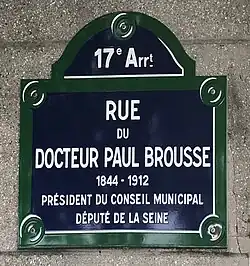 17e Arrt
RUE
DU
DOCTEUR PAUL BROUSSE
1844 - 1912
PRÉSIDENT DU CONSEIL MUNICIPAL
DÉPUTÉ DE LA SEINE